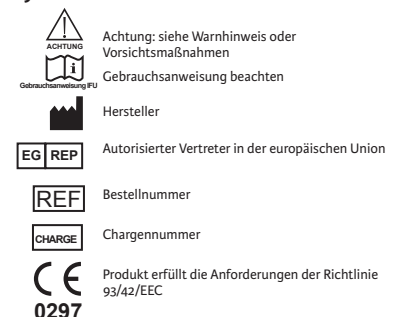 ACHTUNG
Achtung: siehe Warnhinweis oder
Vorsichtsmaßnahmen
i
Gebrauchsanweisung IFU
Gebrauchsanweisung beachten
Hersteller
EG REP
Autorisierter Vertreter in der europäischen Union
REF
Bestellnummer
CHARGE
Chargennummer
CE
0297
Produkt erfüllt die Anforderungen der Richtlinie
93/42/EEC